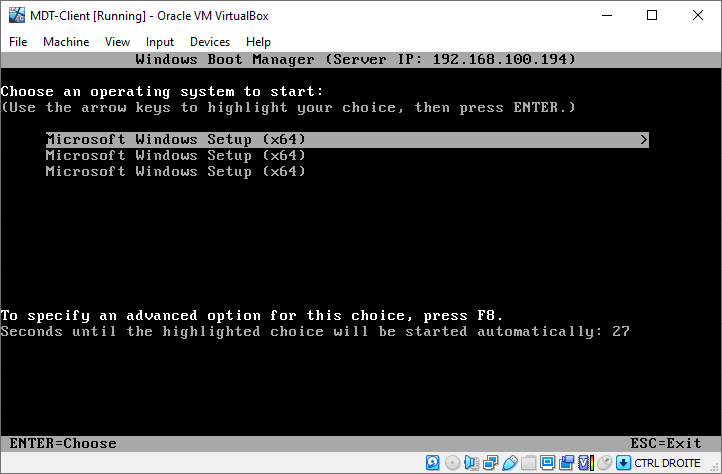 MDT-Client [Running] - Oracle VM VirtualBox
File Machine View Input Devices Help
Windows Boot Manager (Server IP: 192.168.100.194)
Choose an operating system to start:
(Use the arrow keys to highlight your choice, then press ENTER.)
Microsoft Windows Setup (x64) >
Microsoft Windows Setup (x64)
Microsoft Windows Setup (x64)
To specify an advanced option for this choice, press F8.
Seconds until the highlighted choice will be started automatically: 27
ENTER=Choose ESC=Exit
CTRL DROITE